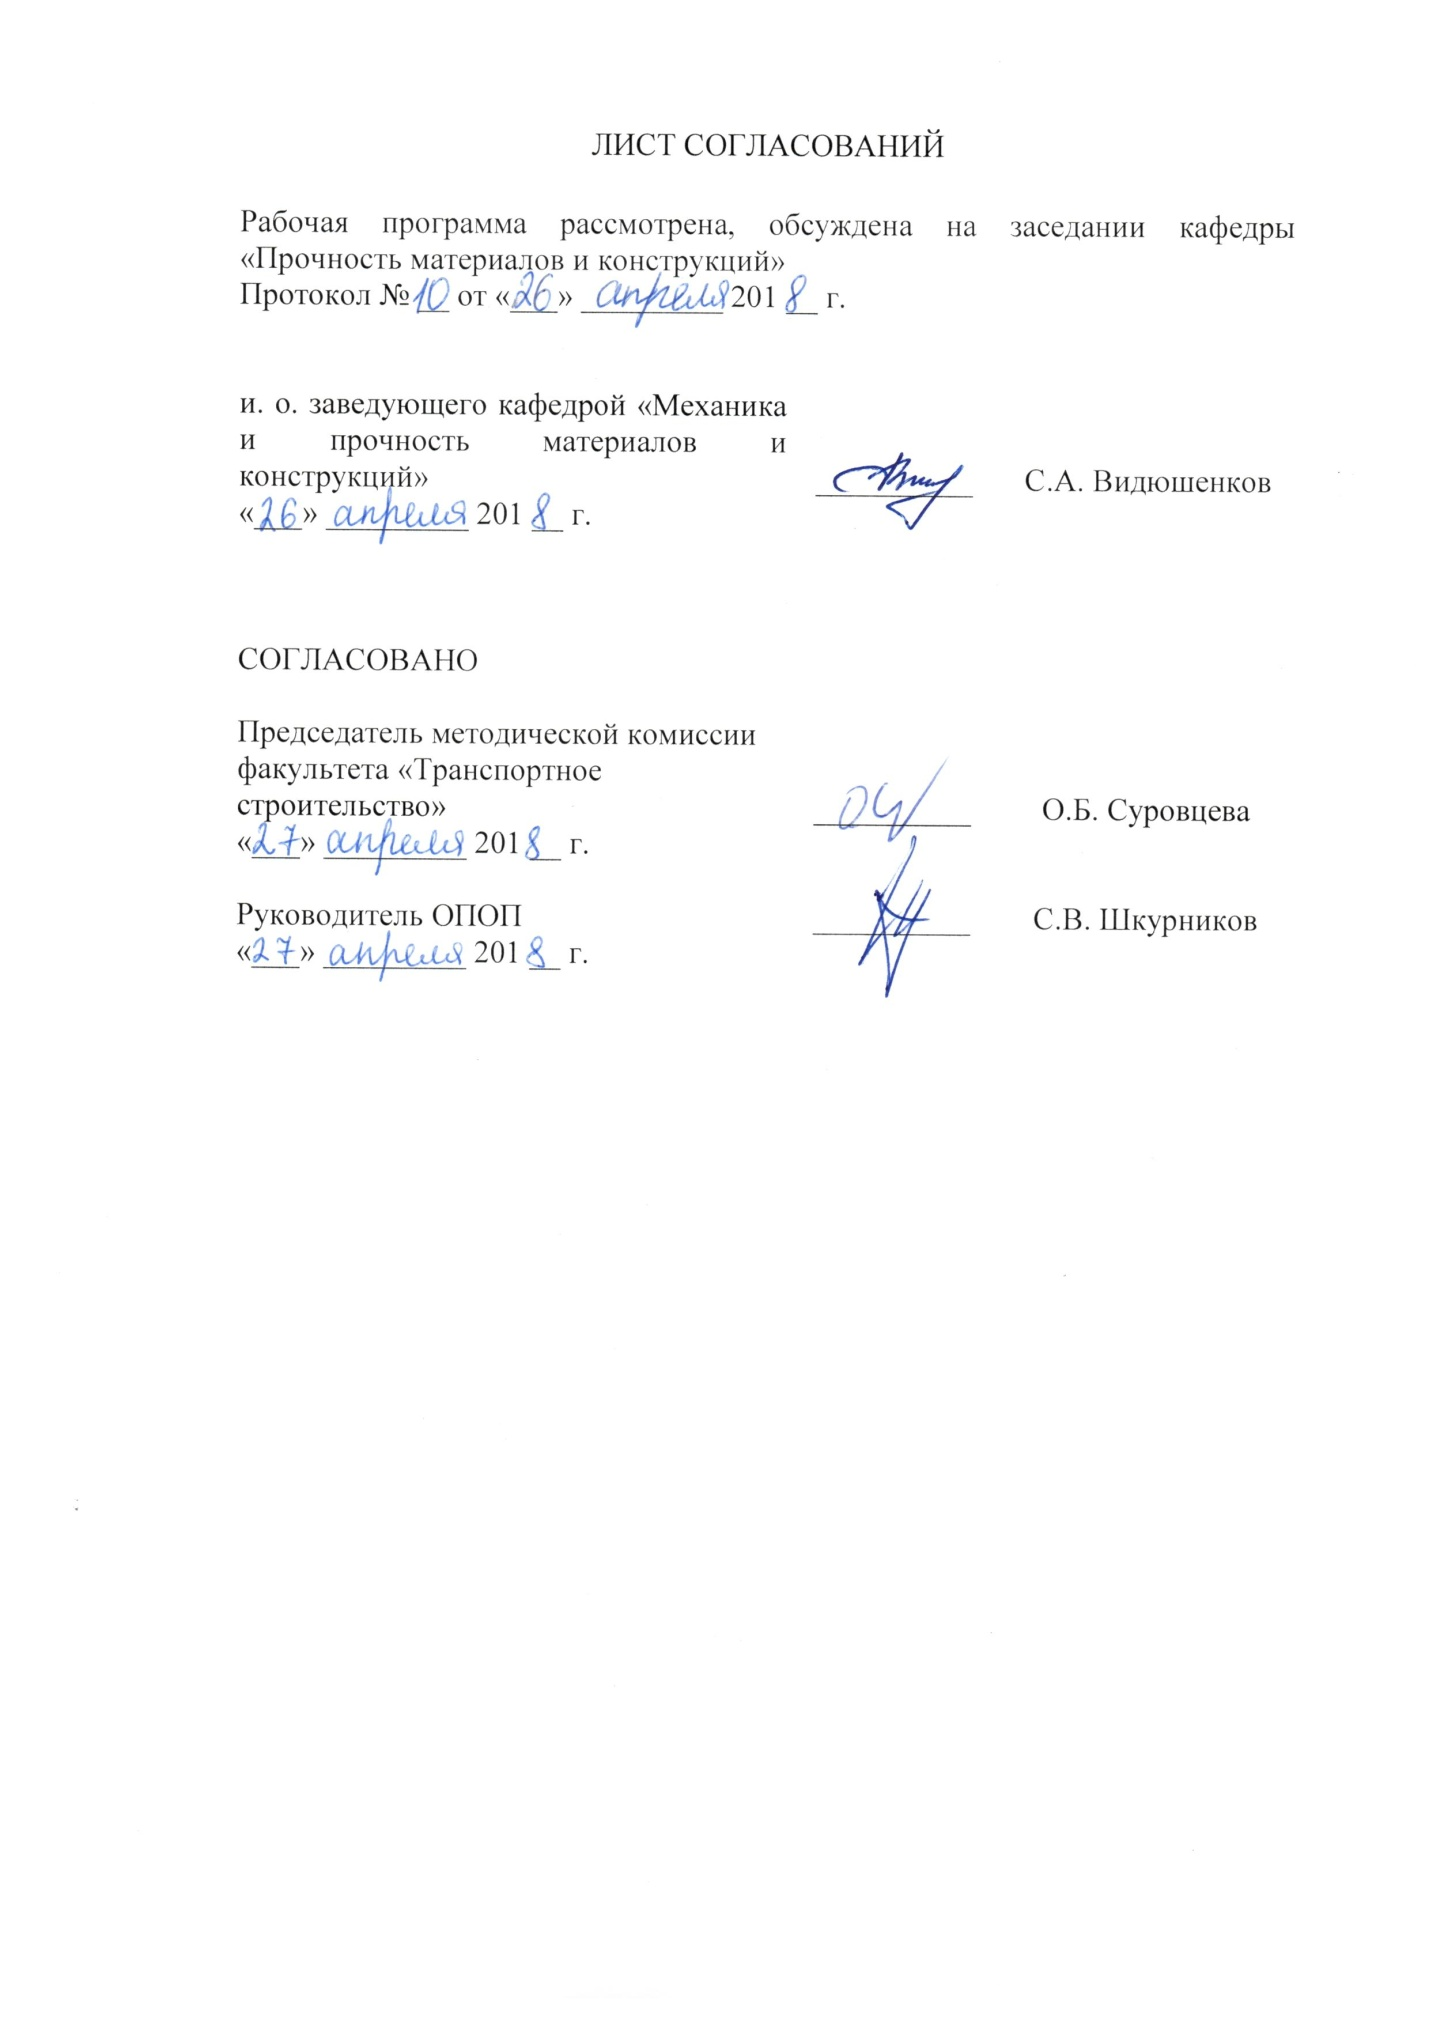 ЛИСТ СОГЛАСОВАНИЙ
Рабочая программа рассмотрена, обсуждена на заседании кафедры
«Прочность материалов и конструкций»
Протокол № 10 от «26» апреля 2018 г.
и. о. заведующего кафедрой «Механика
и прочность материалов и
конструкций» С.А. Видюшенков
«26» апреля 2018 г.
СОГЛАСОВАНО
Председатель методической комиссии
факультета «Транспортное
строительство» О.Б. Суровцева
«27» апреля 2018 г.
Руководитель ОПОП С.В. Шкурников
«27» апреля 2018 г.